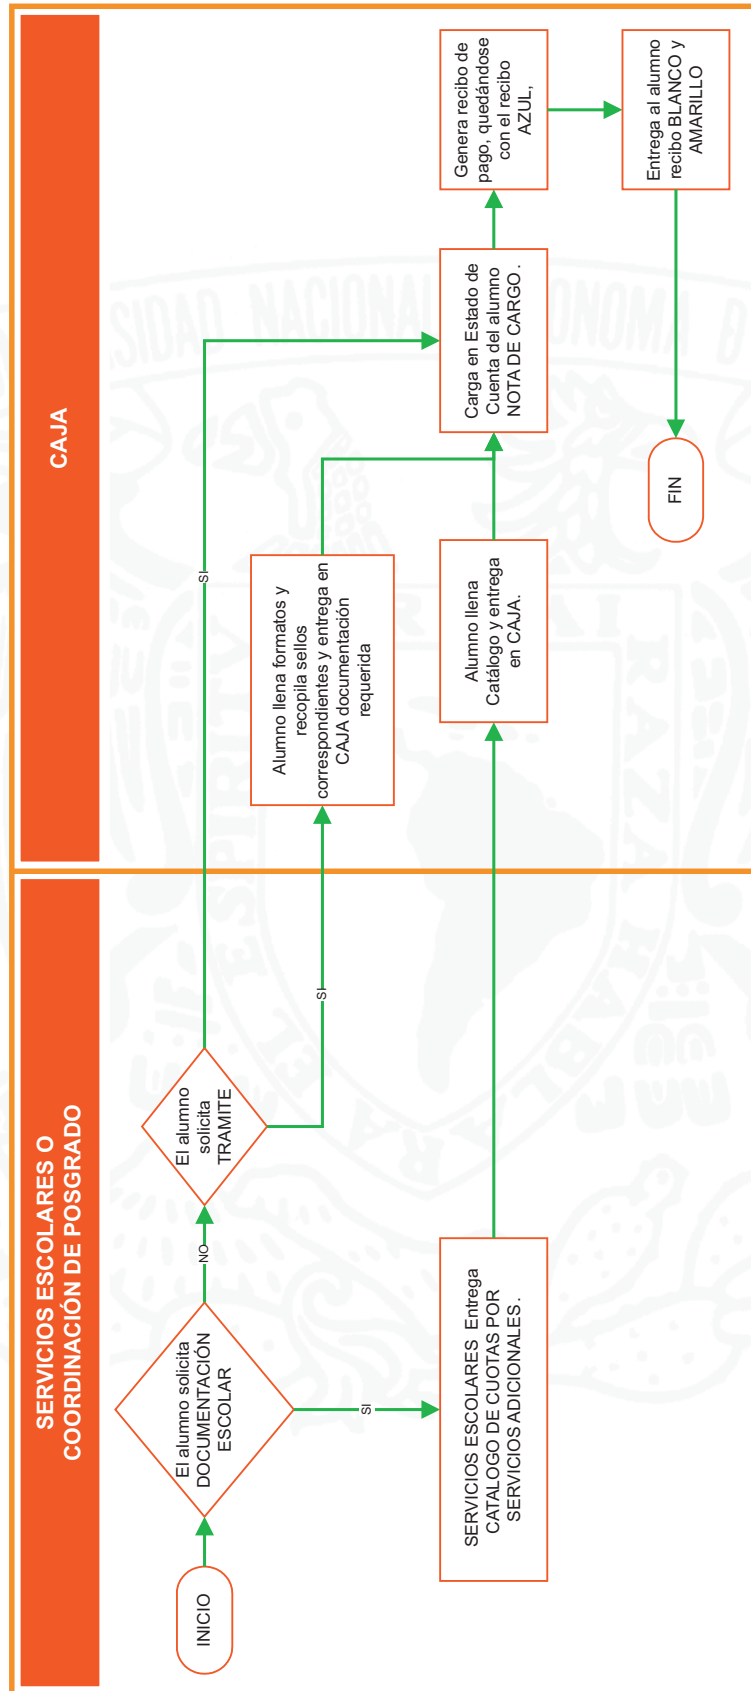 SERVICIOS ESCOLARES O
COORDINACIÓN DE POSGRADO
CAJA
INICIO
El alumno solicita
DOCUMENTACIÓN
ESCOLAR
NO
SI
El alumno
solicita
TRAMITE
SI
SI
SERVICIOS ESCOLARES Entrega
CATALOGO DE CUOTAS POR
SERVICIOS ADICIONALES .
Alumno llena formatos y
recopila sellos
correspondientes y entrega en
CAJA documentación
requerida
Alumno llena
Catálogo y entrega
en CAJA.
Carga en Estado de
Cuenta del alumno
NOTA DE CARGO .
Genera recibo de
pago, quedándose
con el recibo
AZUL,
Entrega al alumno
recibo BLANCO y
AMARILLO
FIN